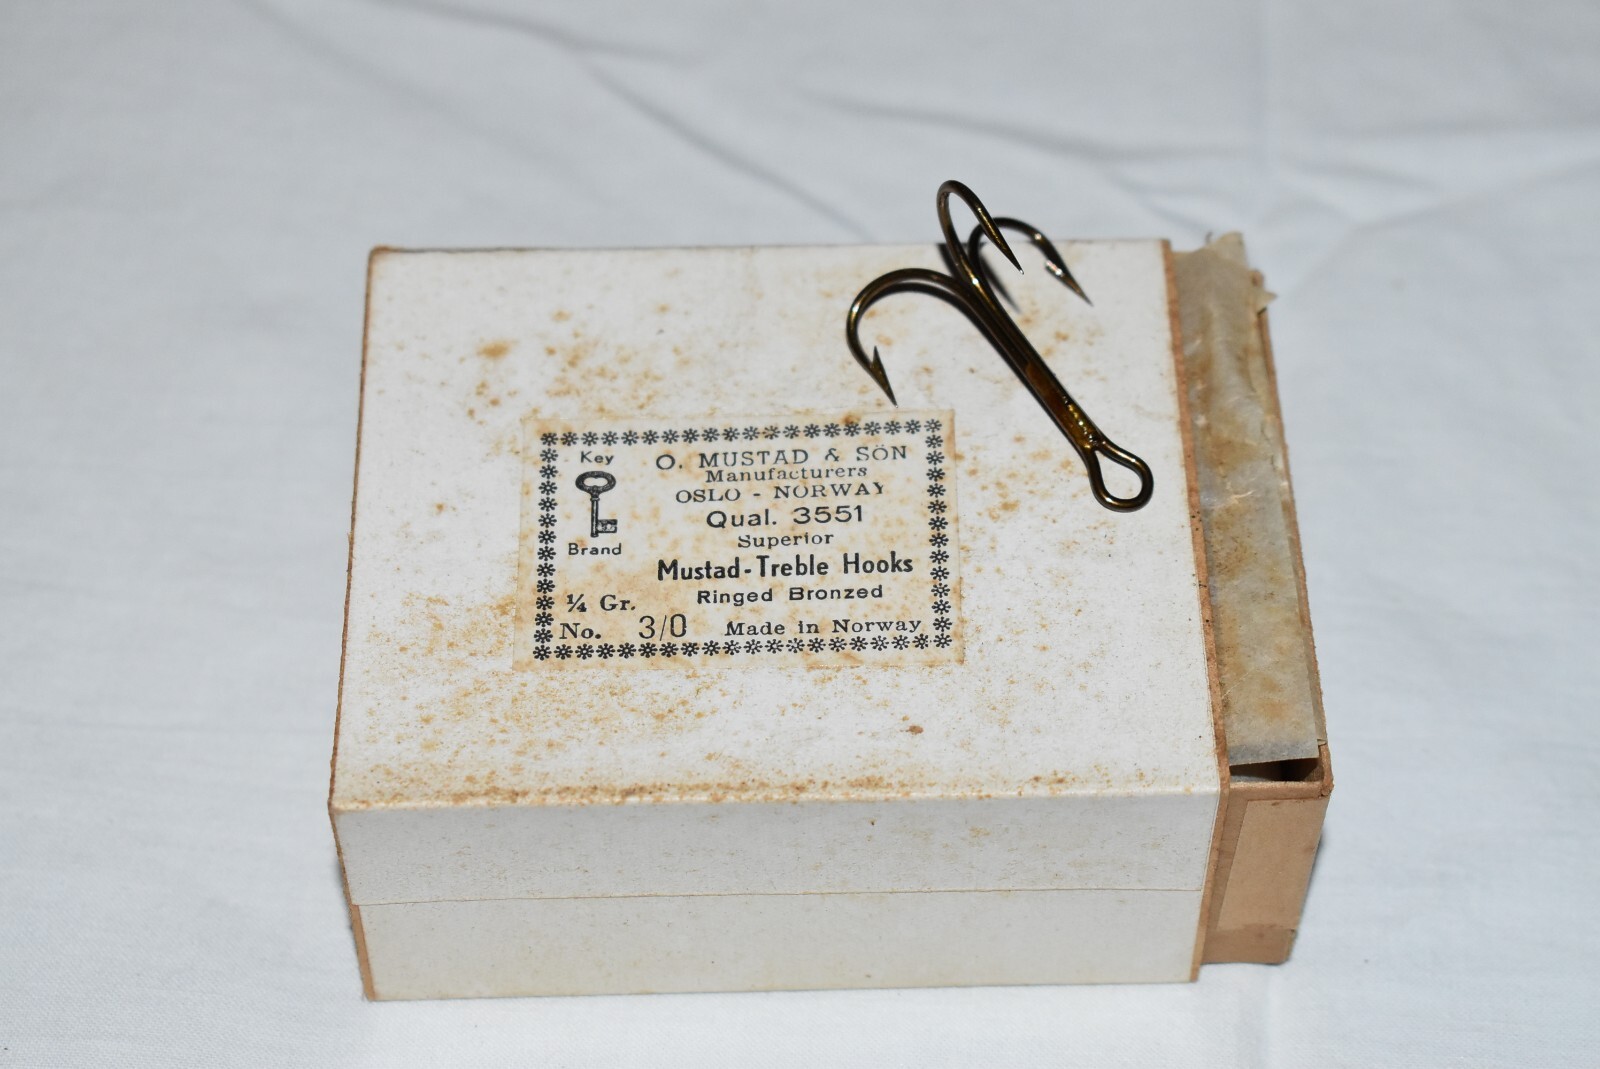 Key
Brand
O. MUSTAD & SÖN
Manufacturers
OSLO - NORWAY
Qual. 3551
Superior
Mustad-Treble Hooks
Ringed Bronzed
¼ Gr.
No. 3/0 Made in Norway